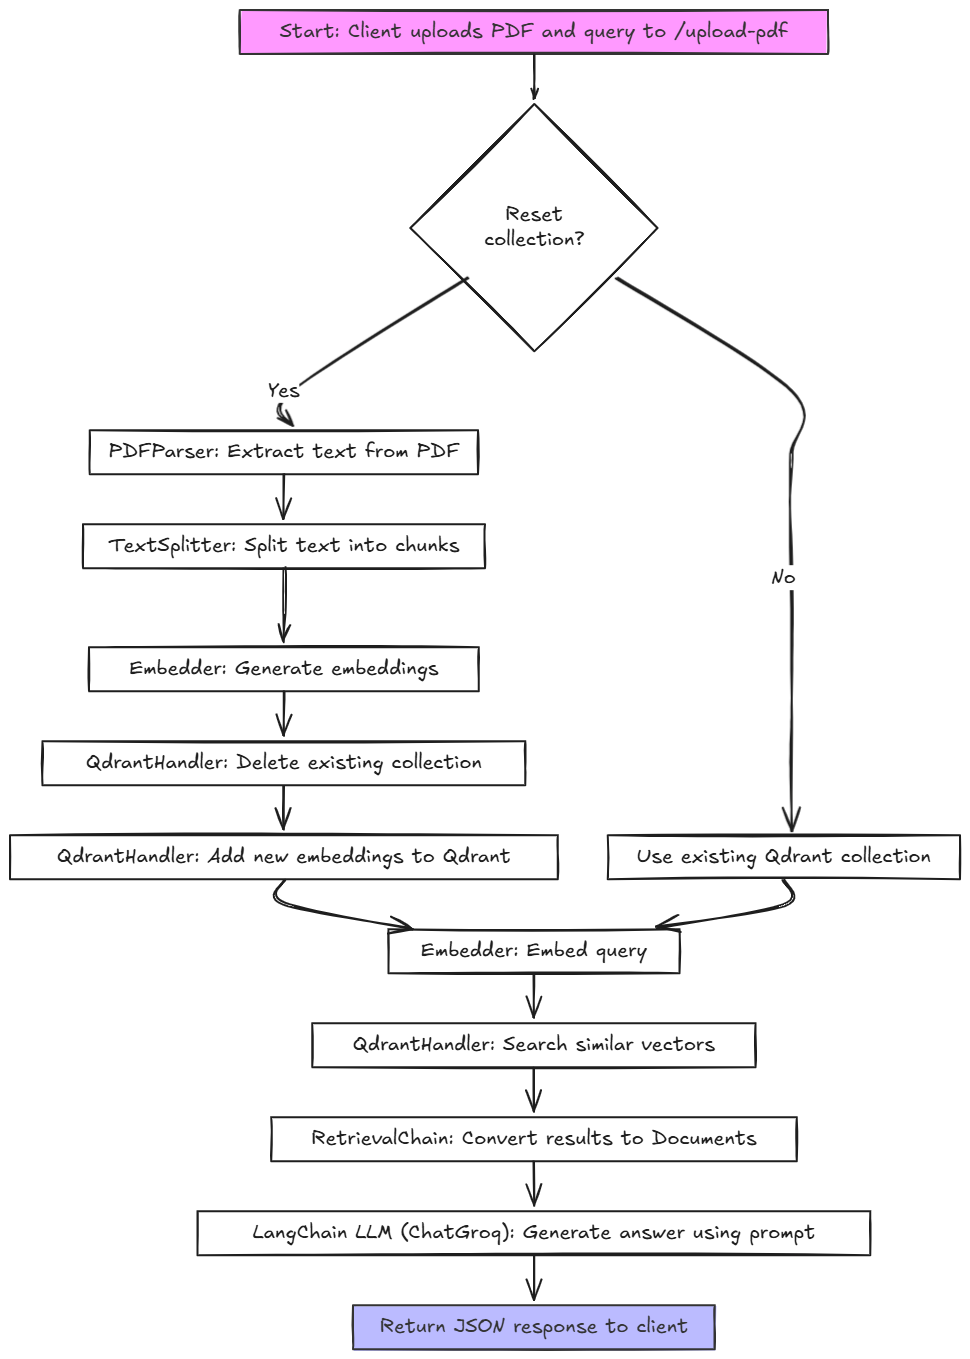 Start: Client uploads PDF and query to /upload-pdf
Reset
collection?
Yes
PDFParser: Extract text from PDF
TextSplitter: Split text into chunks
No
Embedder: Generate embeddings
QdrantHandler: Delete existing collection
QdrantHandler: Add new embeddings to Qdrant
Use existing Qdrant collection
Embedder: Embed query
QdrantHandler: Search similar vectors
RetrievalChain: Convert results to Documents
LangChain LLM (ChatGroq): Generate answer using prompt
Return JSON response to client